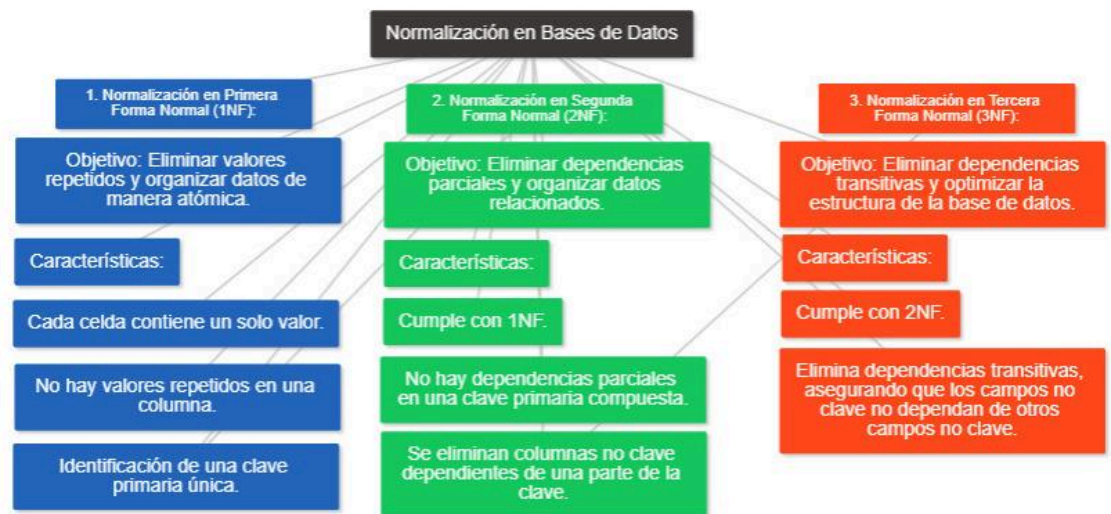 Normalización en Bases de Datos
1. Normalización en Primera
Forma Normal (1NF):
Objetivo: Eliminar valores
repetidos y organizar datos de
manera atómica.
Características:
Cada celda contiene un solo valor.
No hay valores repetidos en una
columna.
Identificación de una clave
primaria única.
2. Normalización en Segunda
Forma Normal (2NF):
Objetivo: Eliminar dependencias
parciales y organizar datos
relacionados.
Características:
Cumple con 1NF.
No hay dependencias parciales
en una clave primaria compuesta.
Se eliminan columnas no clave
dependientes de una parte de la
clave.
3. Normalización en Tercera
Forma Normal (3NF):
Objetivo: Eliminar dependencias
transitivas y optimizar la
estructura de la base de datos.
Características:
Cumple con 2NF.
Elimina dependencias transitivas,
asegurando que los campos no
clave no dependan de otros
campos no clave.